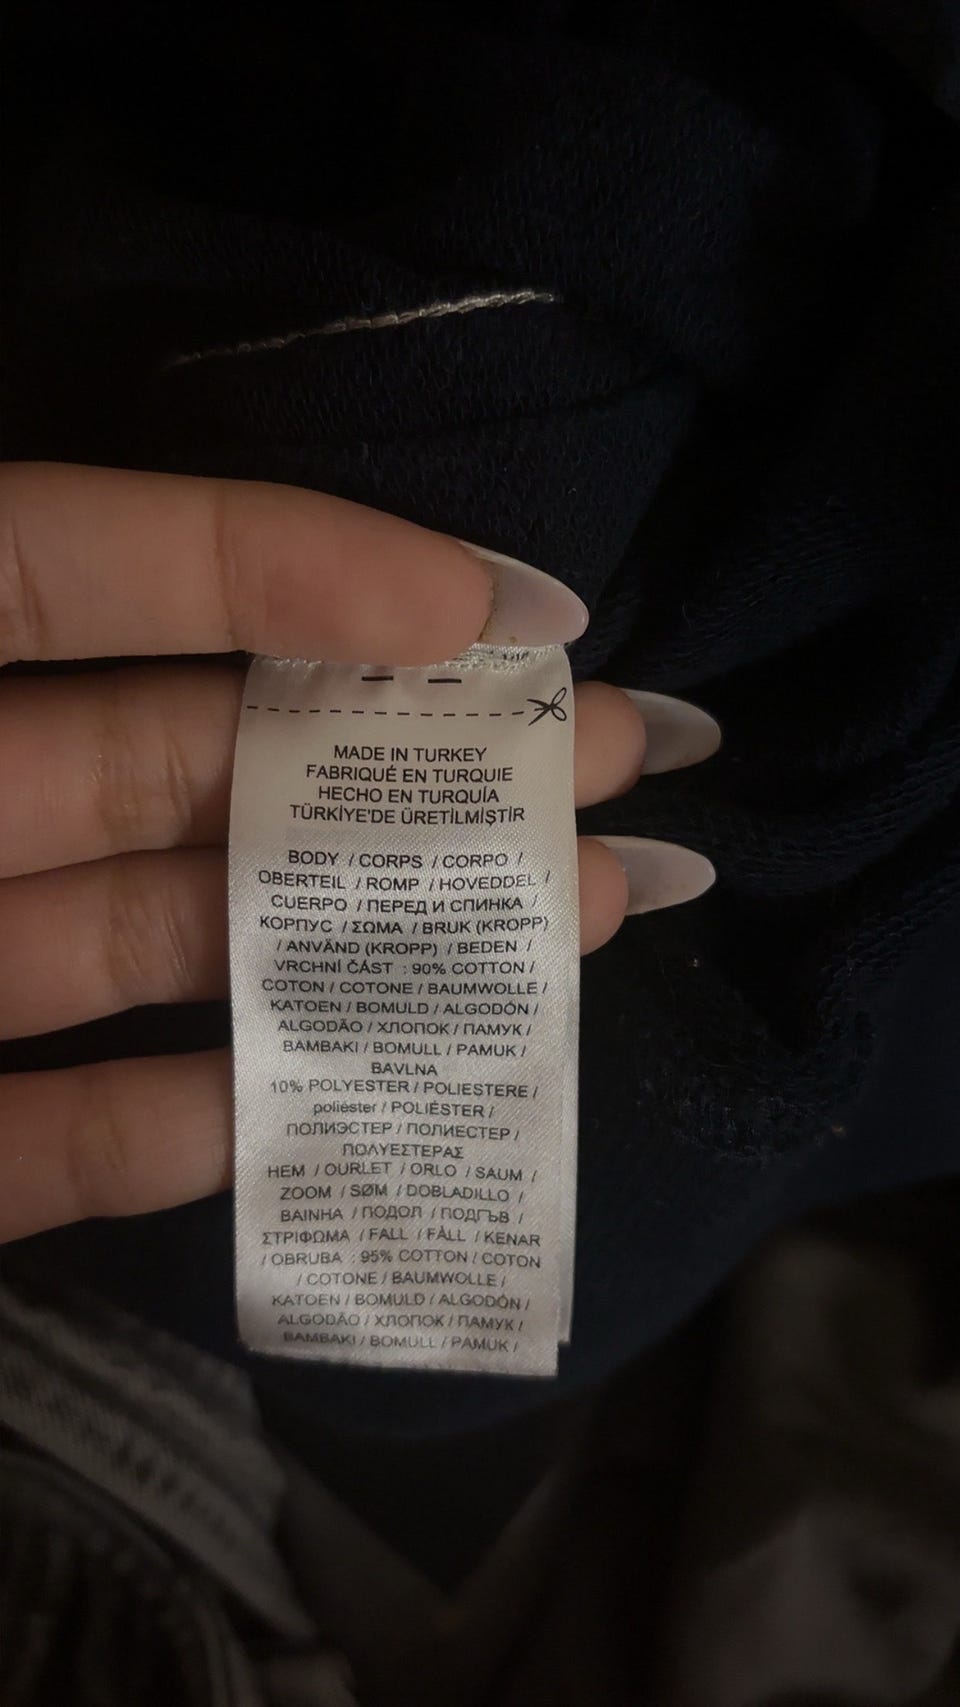 MADE IN TURKEY
FABRIQUÉ EN TURQUIE
HECHO EN TURQUÍA
TÜRKİYE'DE ÜRETİLMİŞTİR
BODY / CORPS / CORPO /
OBERTEIL / ROMP / HOVEDDEL /
CUERPO / ПЕРЕД И СПИНКА /
КОРПУС / ΣΩΜΑ / BRUK (KROPP)
/ ANVÄND (KROPP) / BEDEN /
VRCHNÍ ČÁST : 90% COTTON /
COTON / COTONE / BAUMWOLLE /
KATOEN / BOMULD / ALGODÓN /
ALGODÃO / ХЛОПОК / ПАМУК /
BAMBAKI / BOMULL / PAMUK /
BAVLNA
10% POLYESTER / POLIESTERE /
poliéster / POLIÉSTER /
ПОЛИЭСТЕР / ПОЛИЕСТЕР /
ΠΟΛΥΕΣΤΕΡΑΣ
HEM / OURLET / ORLO / SAUM /
ZOOM / SØM / DOBLADILLO /
BAINHA / ПОДОЛ / ПОДГЪВ /
ΣΤΡΙΦΩΜΑ / FALL / FÅLL / KENAR
/ OBRUBA : 95% COTTON / COTON
/ COTONE / BAUMWOLLE /
KATOEN / BOMULD / ALGODÓN /
ALGODÃO / ХЛОПОК / ПАМУК /
BAMBAKI / BOMULL / PAMUK /